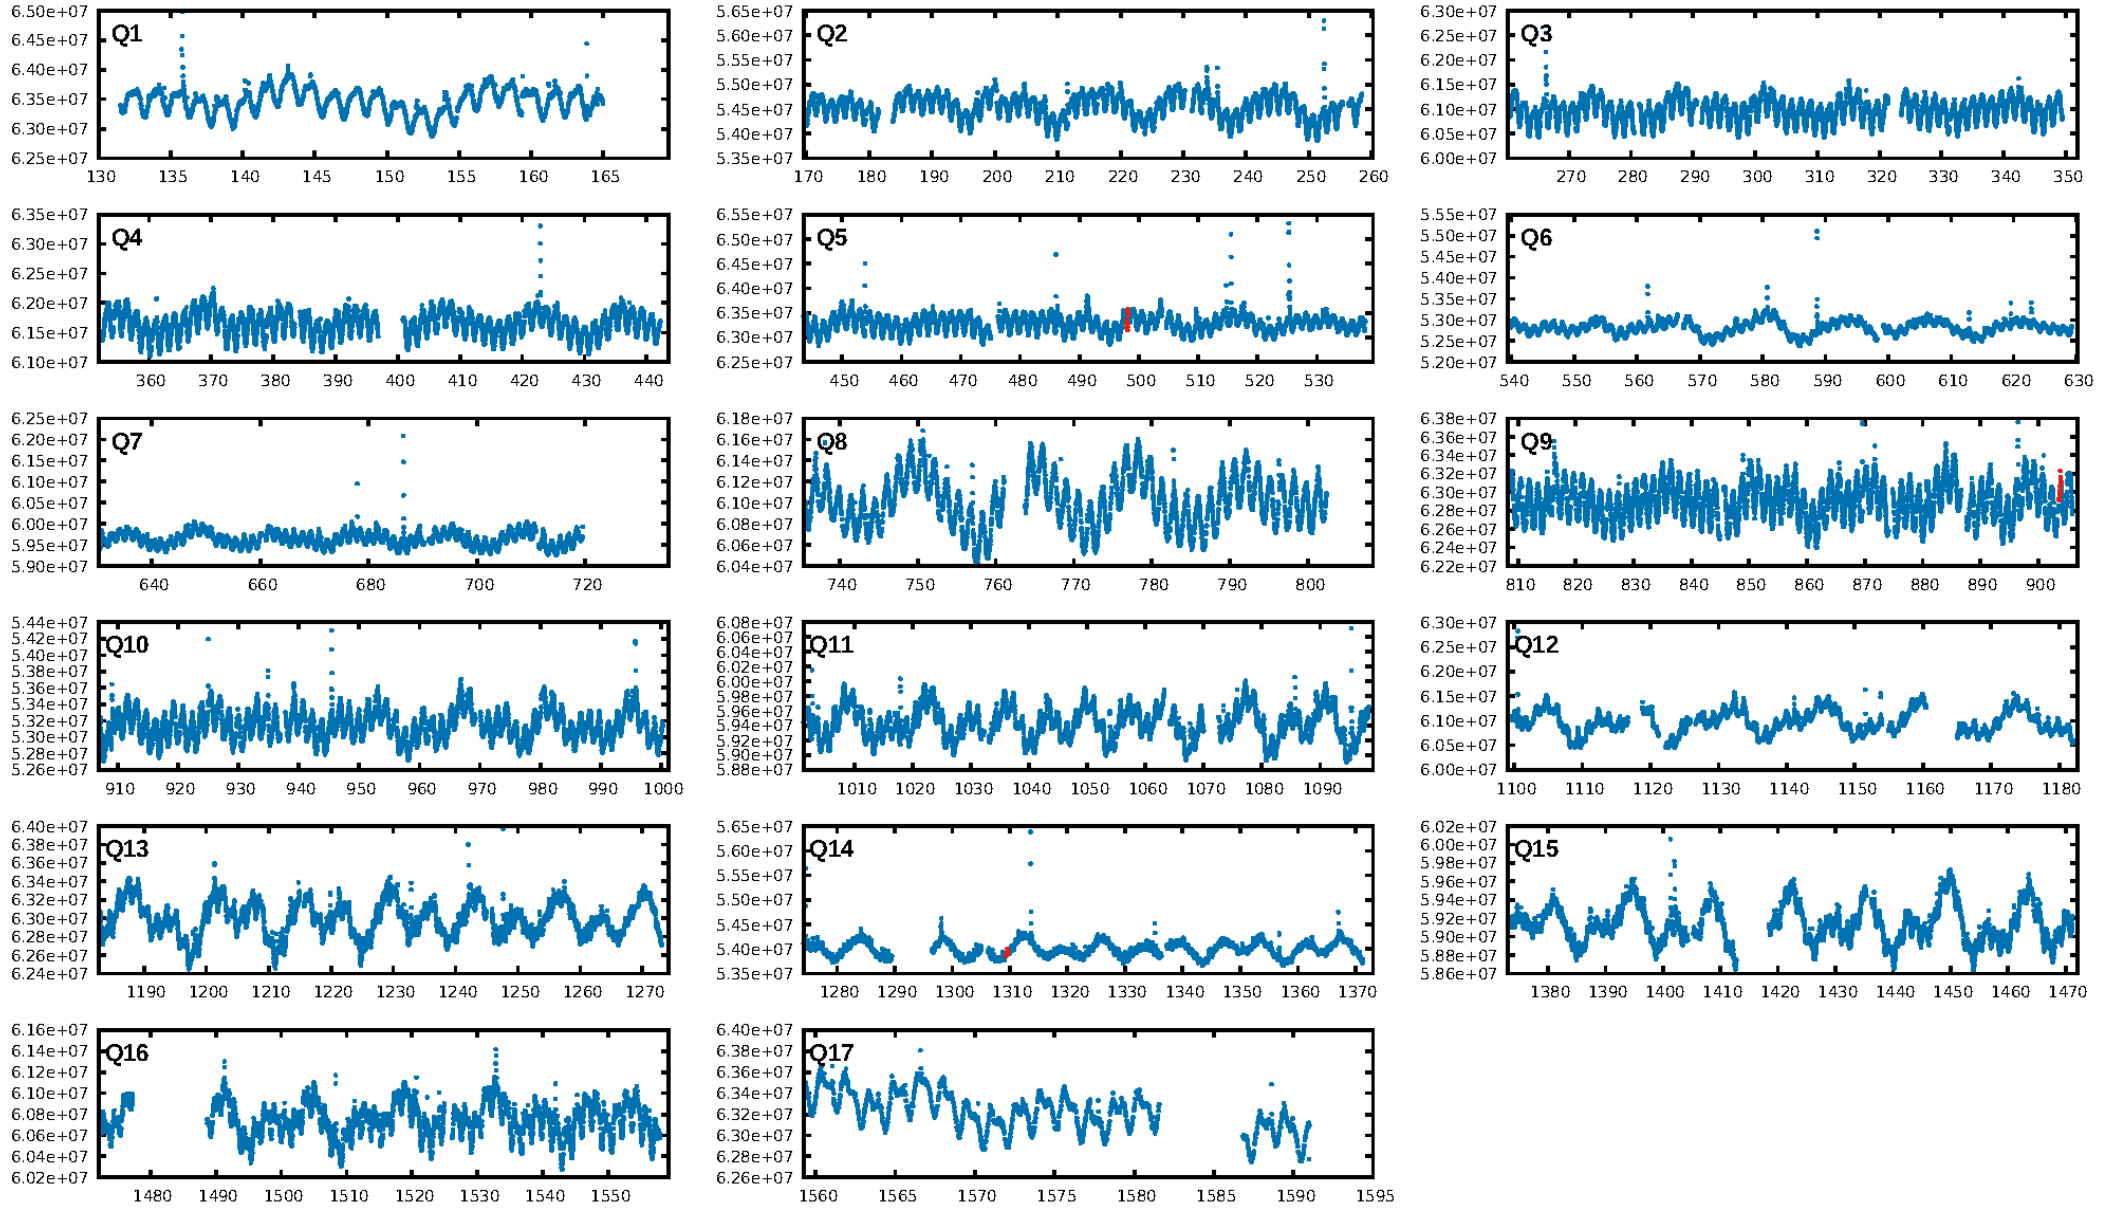 6.50e+07 6.45e+07 6.40e+07 6.35e+07 6.30e+07 6.25e+07
Q1
130 135 140 145 150 155 160 165
5.65e+07 5.60e+07 5.55e+07 5.50e+07 5.45e+07 5.40e+07 5.35e+07
Q2
170 180 190 200 210 220 230 240 250 260
6.30e+07 6.25e+07 6.20e+07 6.15e+07 6.10e+07 6.05e+07 6.00e+07
Q3
270 280 290 300 310 320 330 340 350
6.35e+07 6.30e+07 6.25e+07 6.20e+07 6.15e+07 6.10e+07
Q4
360 370 380 390 400 410 420 430 440
6.55e+07 6.50e+07 6.45e+07 6.40e+07 6.35e+07 6.30e+07 6.25e+07
Q5
450 460 470 480 490 500 510 520 530
5.55e+07 5.50e+07 5.45e+07 5.40e+07 5.35e+07 5.30e+07 5.25e+07 5.20e+07
Q6
540 550 560 570 580 590 600 610 620 630
6.25e+07 6.20e+07 6.15e+07 6.10e+07 6.05e+07 6.00e+07 5.95e+07 5.90e+07
Q7
640 660 680 700 720
6.18e+07 6.16e+07 6.14e+07 6.12e+07 6.10e+07 6.08e+07 6.06e+07 6.04e+07
Q8
740 750 760 770 780 790 800
6.38e+07 6.36e+07 6.34e+07 6.32e+07 6.30e+07 6.28e+07 6.26e+07 6.24e+07 6.22e+07
Q9
810 820 830 840 850 860 870 880 890 900
5.44e+07 5.42e+07 5.40e+07 5.38e+07 5.36e+07 5.34e+07 5.32e+07 5.30e+07 5.28e+07 5.26e+07
Q10
910 920 930 940 950 960 970 980 990 1000
6.08e+07 6.06e+07 6.04e+07 6.02e+07 6.00e+07 5.98e+07 5.96e+07 5.94e+07 5.92e+07 5.90e+07 5.88e+07
Q11
1010 1020 1030 1040 1050 1060 1070 1080 1090
6.30e+07 6.25e+07 6.20e+07 6.15e+07 6.10e+07 6.05e+07 6.00e+07
Q12
1100 1110 1120 1130 1140 1150 1160 1170 1180
6.40e+07 6.38e+07 6.36e+07 6.34e+07 6.32e+07 6.30e+07 6.28e+07 6.26e+07 6.24e+07
Q13
1190 1200 1210 1220 1230 1240 1250 1260 1270
5.65e+07 5.60e+07 5.55e+07 5.50e+07 5.45e+07 5.40e+07 5.35e+07
Q14
1280 1290 1300 1310 1320 1330 1340 1350 1360 1370
6.02e+07 6.00e+07 5.98e+07 5.96e+07 5.94e+07 5.92e+07 5.90e+07 5.88e+07 5.86e+07
Q15
1380 1390 1400 1410 1420 1430 1440 1450 1460 1470
6.16e+07 6.14e+07 6.12e+07 6.10e+07 6.08e+07 6.06e+07 6.04e+07 6.02e+07
Q16
1480 1490 1500 1510 1520 1530 1540 1550
6.40e+07 6.38e+07 6.36e+07 6.34e+07 6.32e+07 6.30e+07 6.28e+07 6.26e+07
Q17
1560 1565 1570 1575 1580 1585 1590 1595